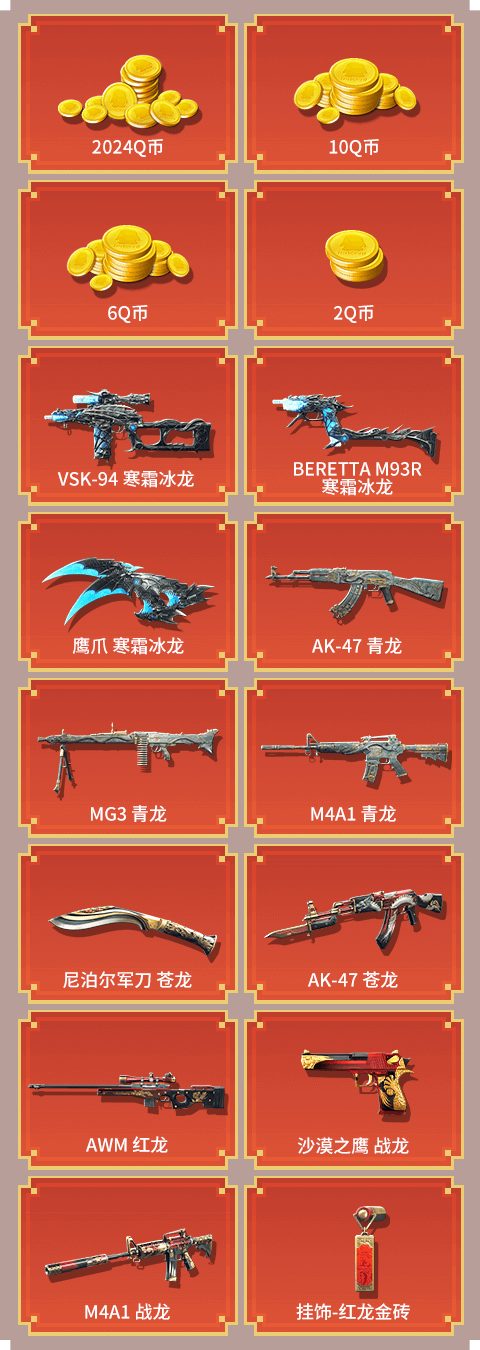 2024Q币
10Q币
6Q币
2Q币
VSK-94 寒霜冰龙
BERETTA M93R
寒霜冰龙
鹰爪 寒霜冰龙
AK-47 青龙
MG3 青龙
M4A1 青龙
尼泊尔军刀 苍龙
AK-47 苍龙
AWM 红龙
沙漠之鹰 战龙
M4A1 战龙
挂饰-红龙金砖